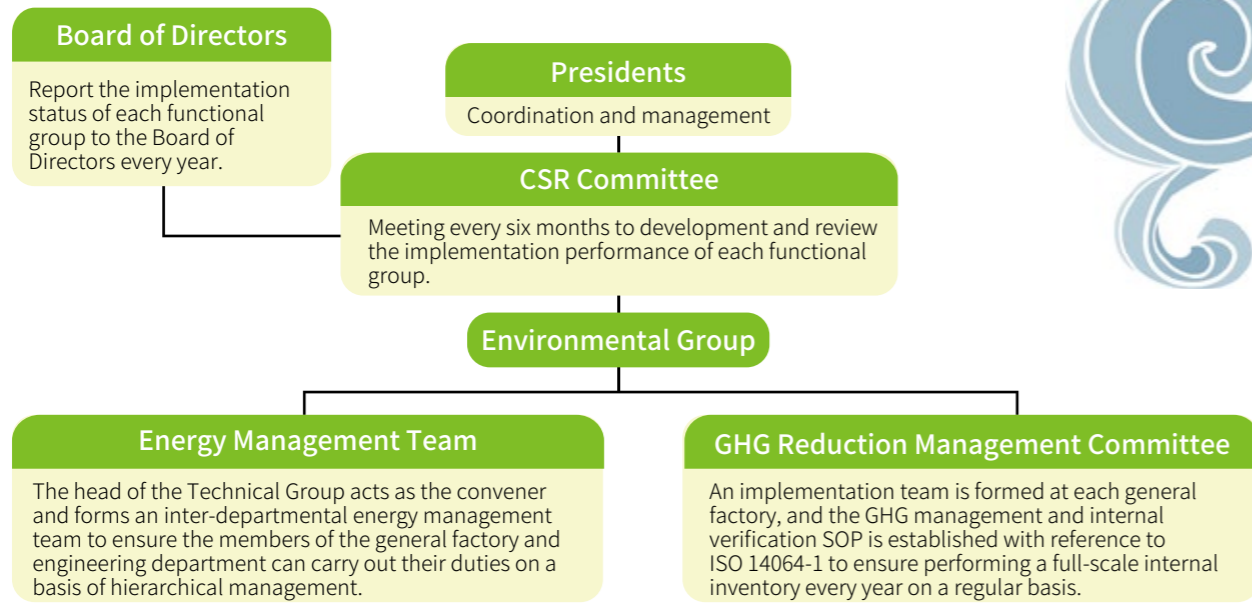 Board of Directors
Report the implementation
status of each functional
group to the Board of
Directors every year.
Presidents
Coordination and management
CSR Committee
Meeting every six months to development and review
the implementation performance of each functional
group.
Environmental Group
Energy Management Team
The head of the Technical Group acts as the convener
and forms an inter-departmental energy management
team to ensure the members of the general factory and
engineering department can carry out their duties on a
basis of hierarchical management.
GHG Reduction Management Committee
An implementation team is formed at each general
factory, and the GHG management and internal
verification SOP is established with reference to
ISO 14064-1 to ensure performing a full-scale internal
inventory every year on a regular basis.